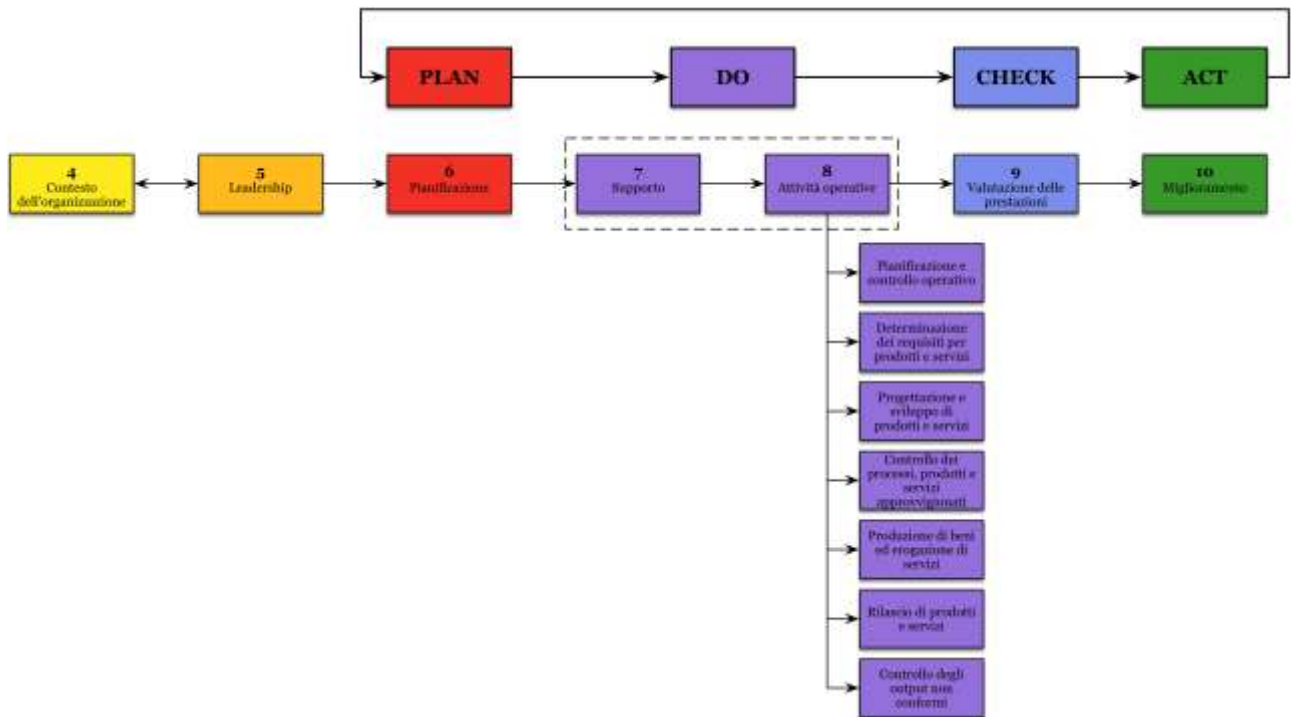 PLAN
DO
CHECK
ACT
4
Contesto
dell'organizzazione
5
Leadership
6
Pianificazione
7
Supporto
8
Attività operative
9
Valutazione delle
prestazioni
10
Miglioramento
Pianificazione e
controllo operativo
Determinazione
dei requisiti per
prodotti e servizi
Progettazione e
sviluppo di
prodotti e servizi
Controllo dei
processi, prodotti e
servizi
approvvigionati
Produzione di beni
ed erogazione di
servizi
Rilascio di prodotti
e servizi
Controllo degli
output non
conformi